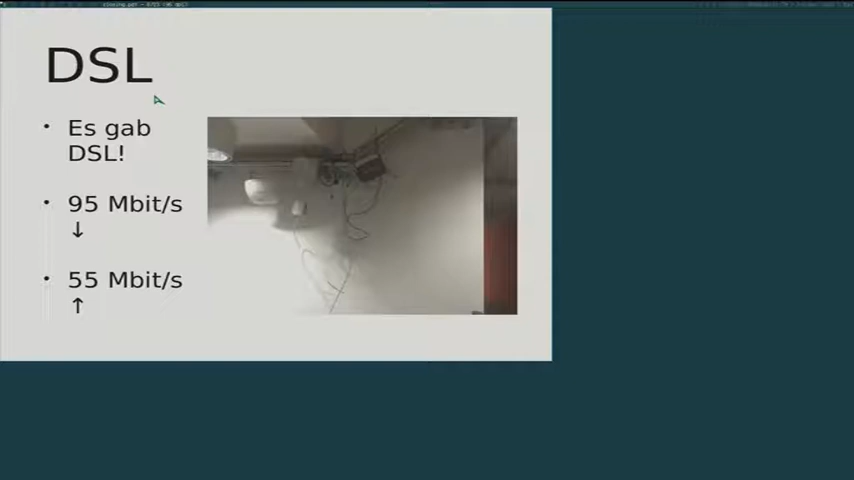 DSL
• Es gab
DSL!
• 95 Mbit/s
↓
• 55 Mbit/s
↑